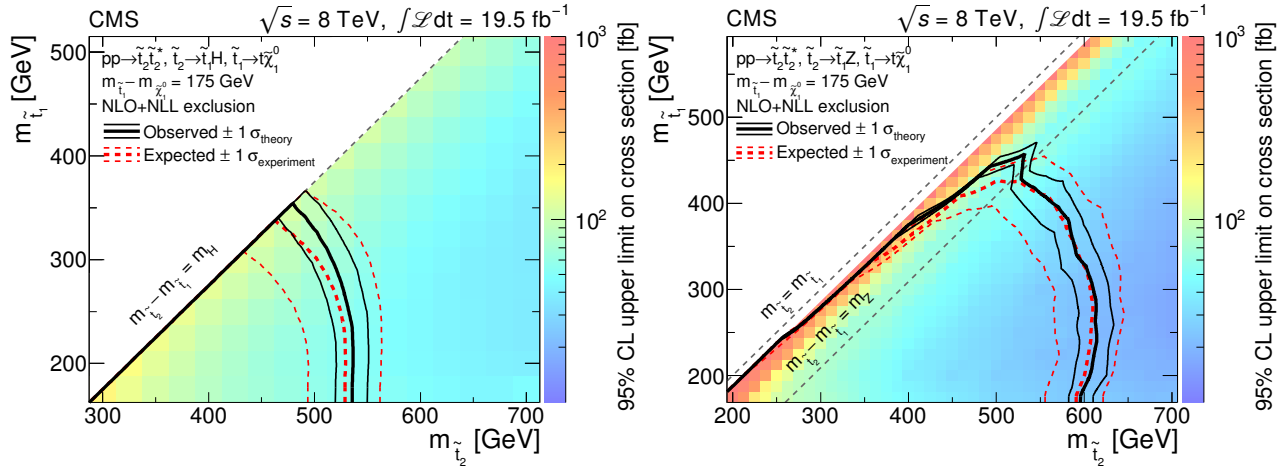 CMS √s = 8 TeV, ∫ℒdt = 19.5 fb⁻¹
pp→t̃₂t̃₂*, t̃₂→t̃₁H, t̃₁→tχ̃₁⁰
m_t̃₁ − m_χ̃₁⁰ = 175 GeV
NLO+NLL exclusion
Observed ± 1 σ_theory
Expected ± 1 σ_experiment
m_t̃₂ − m_t̃₁ = m_H
m_t̃₁ [GeV]
500
400
300
200
300 400 500 600 700
m_t̃₂ [GeV]
10³
10²
95% CL upper limit on cross section [fb]
CMS √s = 8 TeV, ∫ℒdt = 19.5 fb⁻¹
pp→t̃₂t̃₂*, t̃₂→t̃₁Z, t̃₁→tχ̃₁⁰
m_t̃₁ − m_χ̃₁⁰ = 175 GeV
NLO+NLL exclusion
Observed ± 1 σ_theory
Expected ± 1 σ_experiment
m_t̃₂ = m_t̃₁
m_t̃₂ − m_t̃₁ = m_Z
m_t̃₁ [GeV]
500
400
300
200
200 300 400 500 600 700
m_t̃₂ [GeV]
10³
10²
95% CL upper limit on cross section [fb]